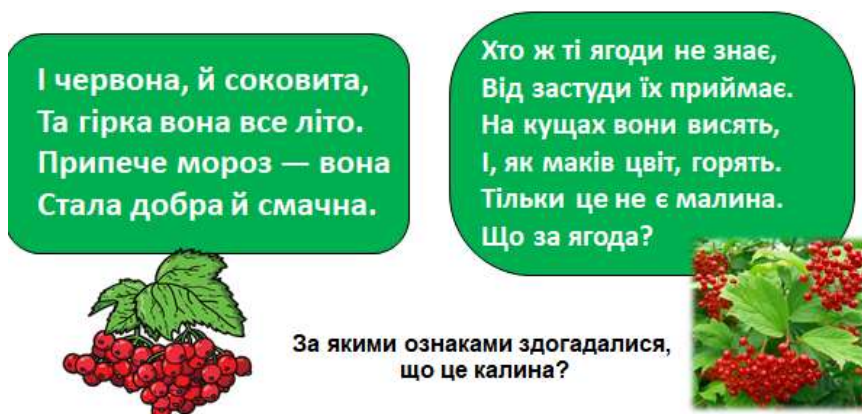 І червона, й соковита,
Та гірка вона все літо.
Припече мороз — вона
Стала добра й смачна.
Хто ж ті ягоди не знає,
Від застуди їх приймає.
На кущах вони висять,
І, як маків цвіт, горять.
Тільки це не є малина.
Що за ягода?
За якими ознаками здогадалися,
що це калина?